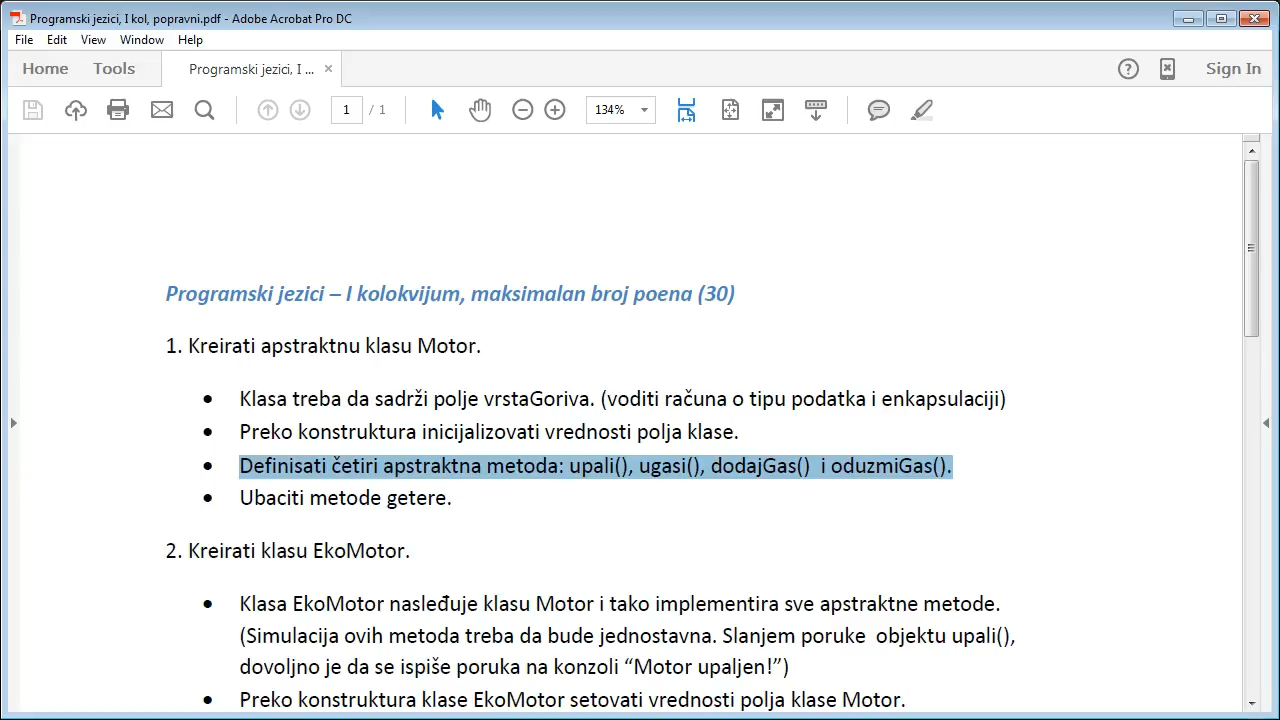 Programski jezici, I kol, popravni.pdf - Adobe Acrobat Pro DC
File Edit View Window Help
Home Tools Programski jezici, I ... × Sign In
1 / 1 134%
Programski jezici – I kolokvijum, maksimalan broj poena (30)
1. Kreirati apstraktnu klasu Motor.
• Klasa treba da sadrži polje vrstaGoriva. (voditi računa o tipu podatka i enkapsulaciji)
• Preko konstruktura inicijalizovati vrednosti polja klase.
• Definisati četiri apstraktna metoda: upali(), ugasi(), dodajGas()  i oduzmiGas().
• Ubaciti metode getere.
2. Kreirati klasu EkoMotor.
• Klasa EkoMotor nasleđuje klasu Motor i tako implementira sve apstraktne metode.
(Simulacija ovih metoda treba da bude jednostavna. Slanjem poruke  objektu upali(),
dovoljno je da se ispiše poruka na konzoli “Motor upaljen!”)
• Preko konstruktura klase EkoMotor setovati vrednosti polja klase Motor.